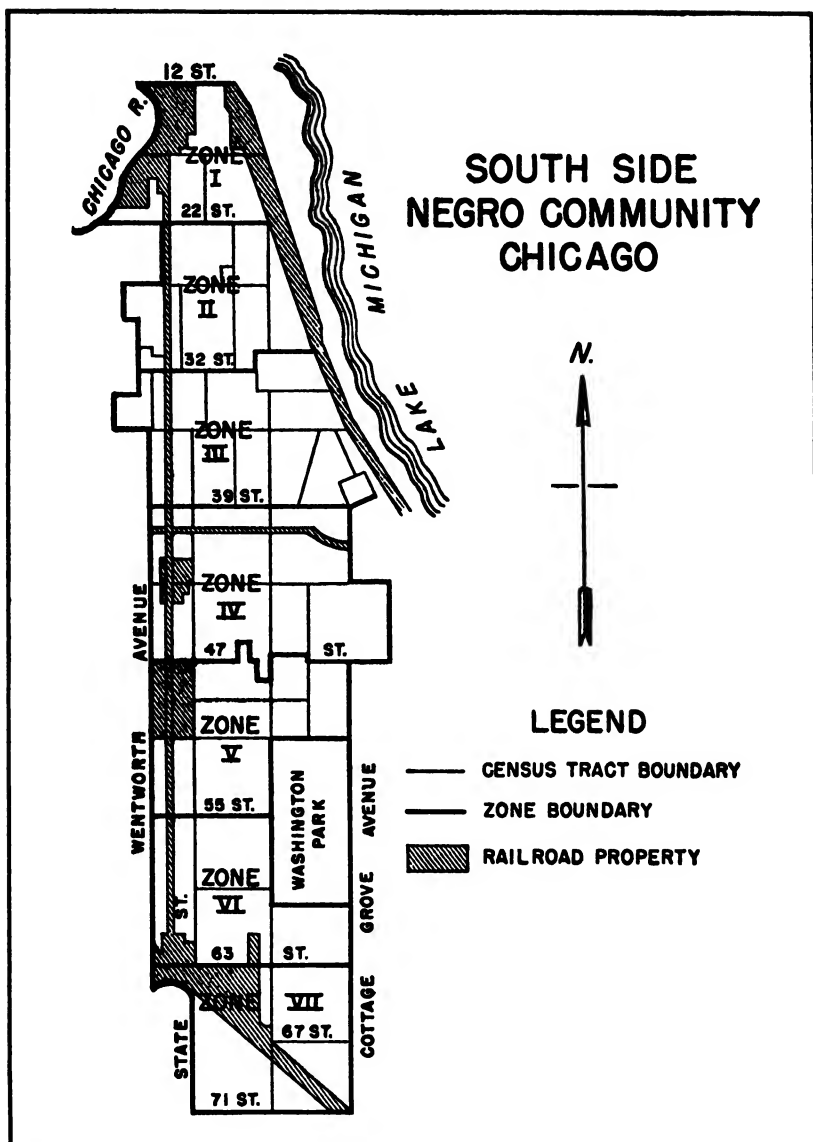 SOUTH SIDE
NEGRO COMMUNITY
CHICAGO
12 ST.
CHICAGO R.
ZONE
I
22 ST.
LAKE MICHIGAN
ZONE
II
32 ST.
N.
ZONE
III
39 ST.
ZONE
IV
47 ST.
WENTWORTH AVENUE
ZONE
V
55 ST.
WASHINGTON
PARK
ZONE
VI
63 ST.
COTTAGE GROVE AVENUE
STATE ST.
ZONE VII
67 ST.
71 ST.
LEGEND
CENSUS TRACT BOUNDARY
ZONE BOUNDARY
RAILROAD PROPERTY